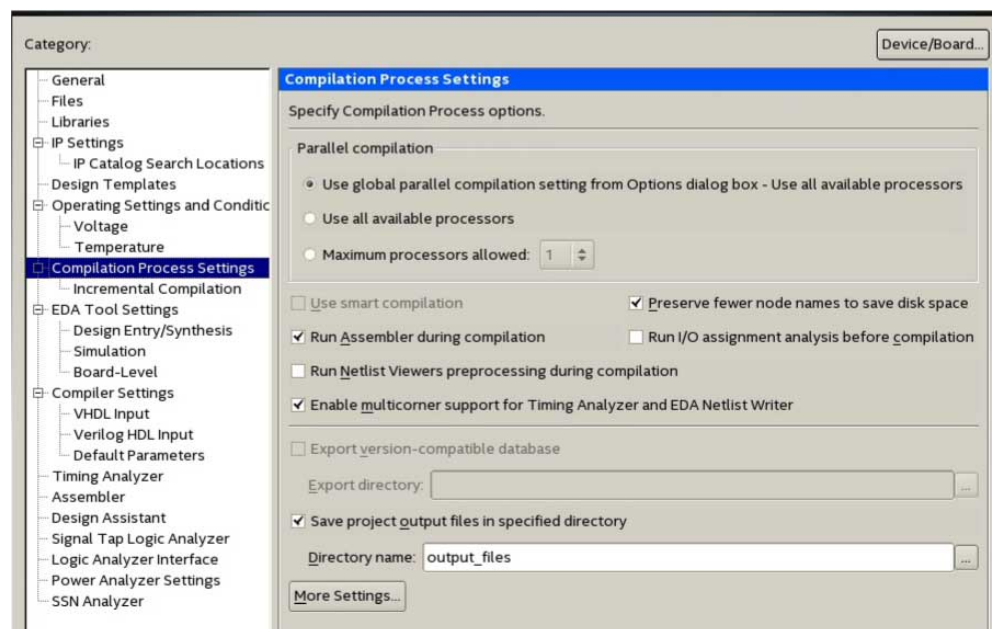 Category:
Device/Board...
General
Files
Libraries
IP Settings
IP Catalog Search Locations
Design Templates
Operating Settings and Conditic
Voltage
Temperature
Compilation Process Settings
Incremental Compilation
EDA Tool Settings
Design Entry/Synthesis
Simulation
Board-Level
Compiler Settings
VHDL Input
Verilog HDL Input
Default Parameters
Timing Analyzer
Assembler
Design Assistant
Signal Tap Logic Analyzer
Logic Analyzer Interface
Power Analyzer Settings
SSN Analyzer
Compilation Process Settings
Specify Compilation Process options.
Parallel compilation
Use global parallel compilation setting from Options dialog box - Use all available processors
Use all available processors
Maximum processors allowed: 1
Use smart compilation
Preserve fewer node names to save disk space
Run Assembler during compilation
Run I/O assignment analysis before compilation
Run Netlist Viewers preprocessing during compilation
Enable multicorner support for Timing Analyzer and EDA Netlist Writer
Export version-compatible database
Export directory: ...
Save project output files in specified directory
Directory name: output_files ...
More Settings...